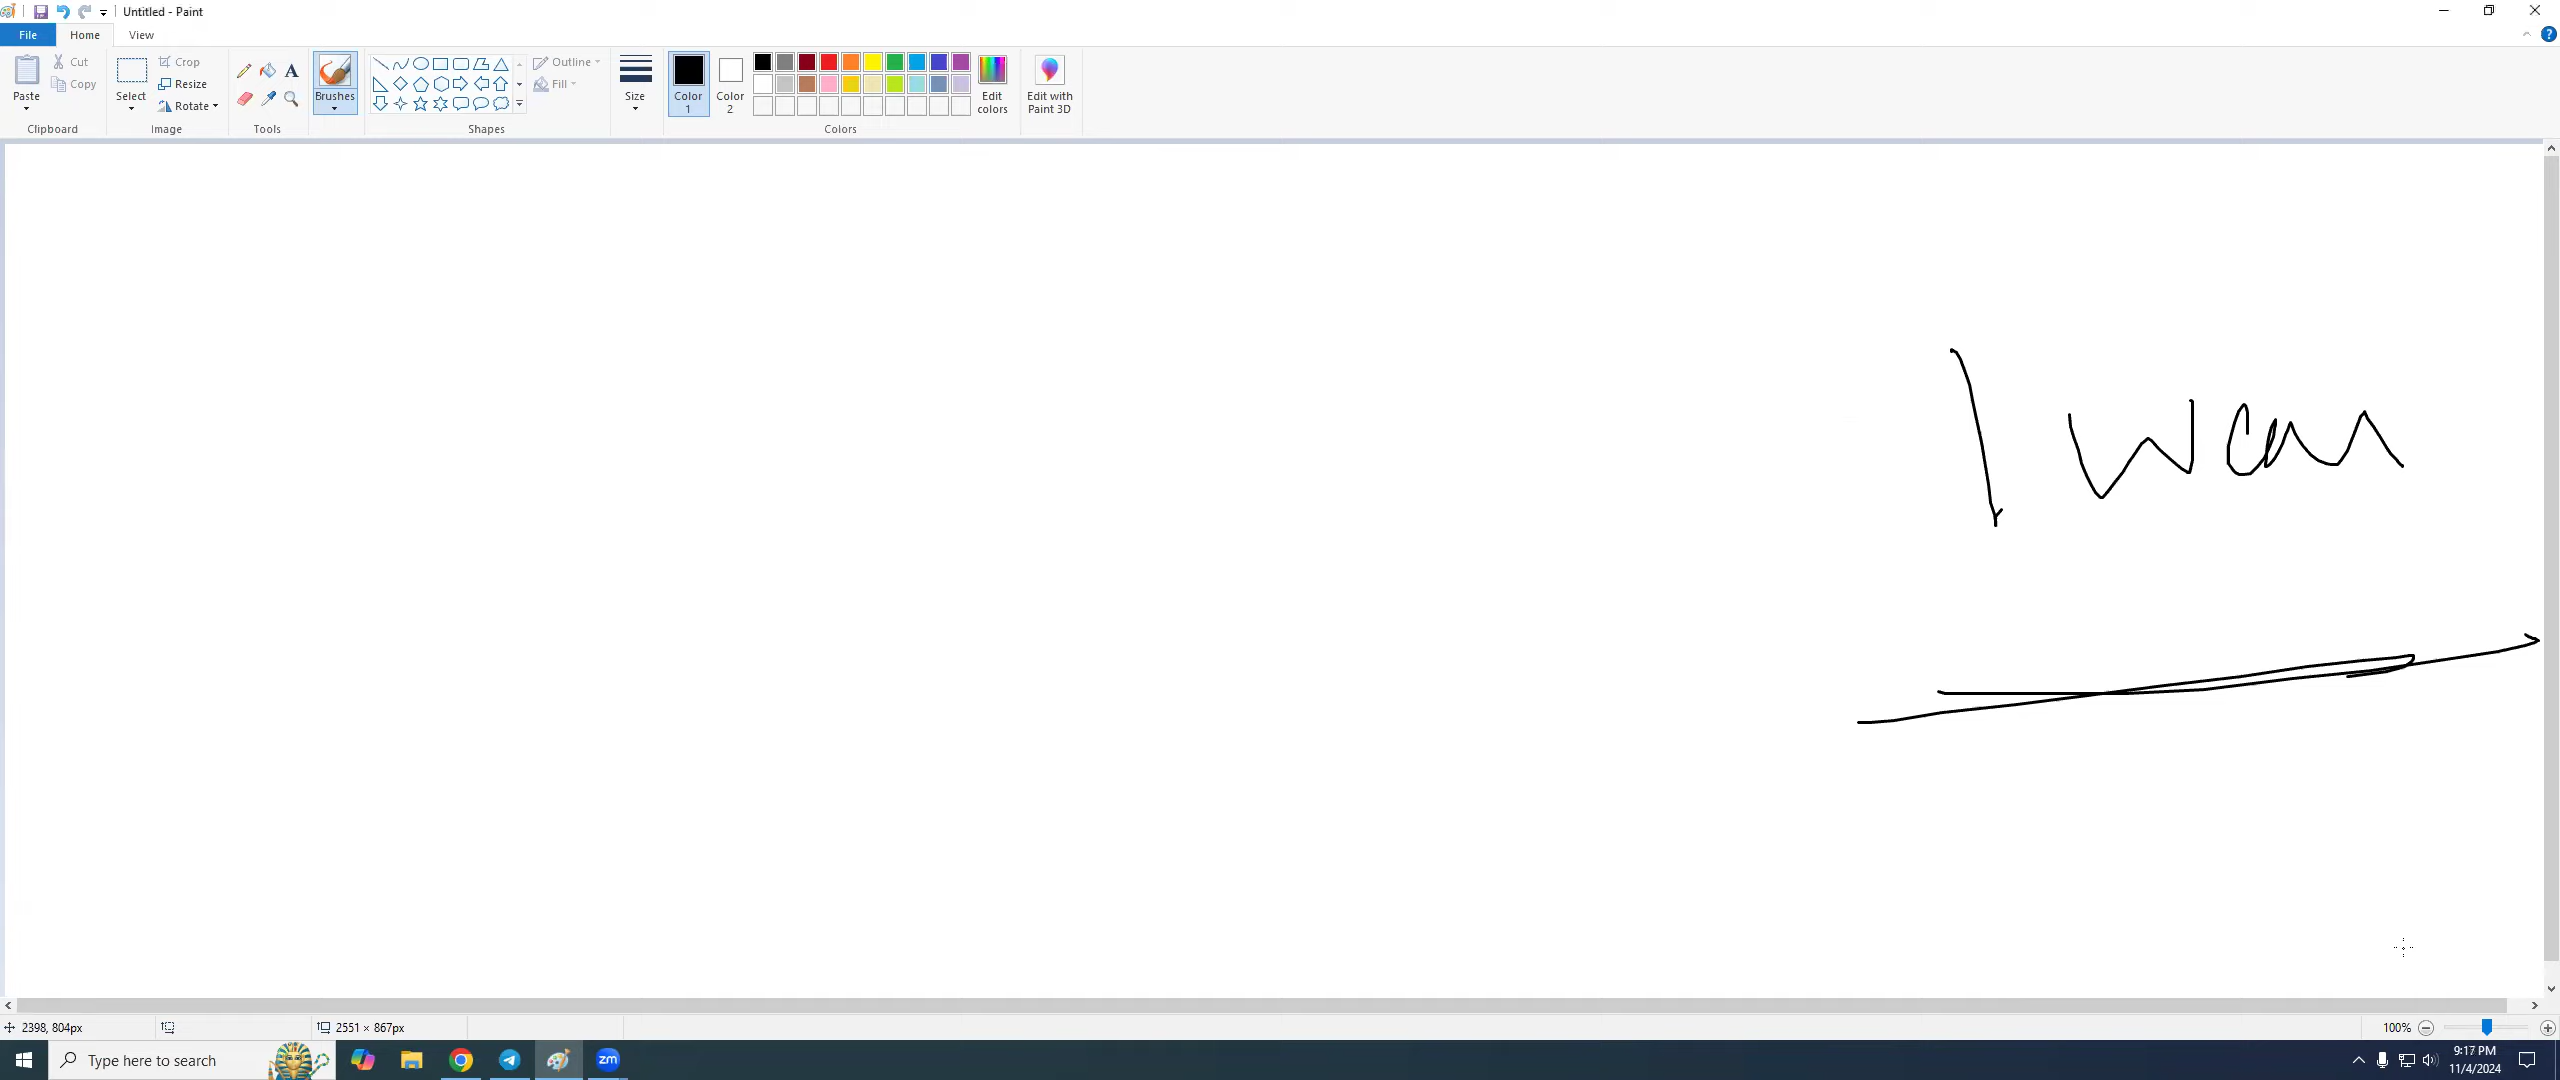 Untitled - Paint
File Home View
Paste Cut Copy Clipboard
Select Crop Resize Rotate Image
Tools
Brushes
Shapes
Outline Fill
Size
Color 1
Color 2
Colors
Edit colors
Edit with Paint 3D
I wear
2398, 804px
2551 × 867px
100%
Type here to search
zm
9:17 PM
11/4/2024